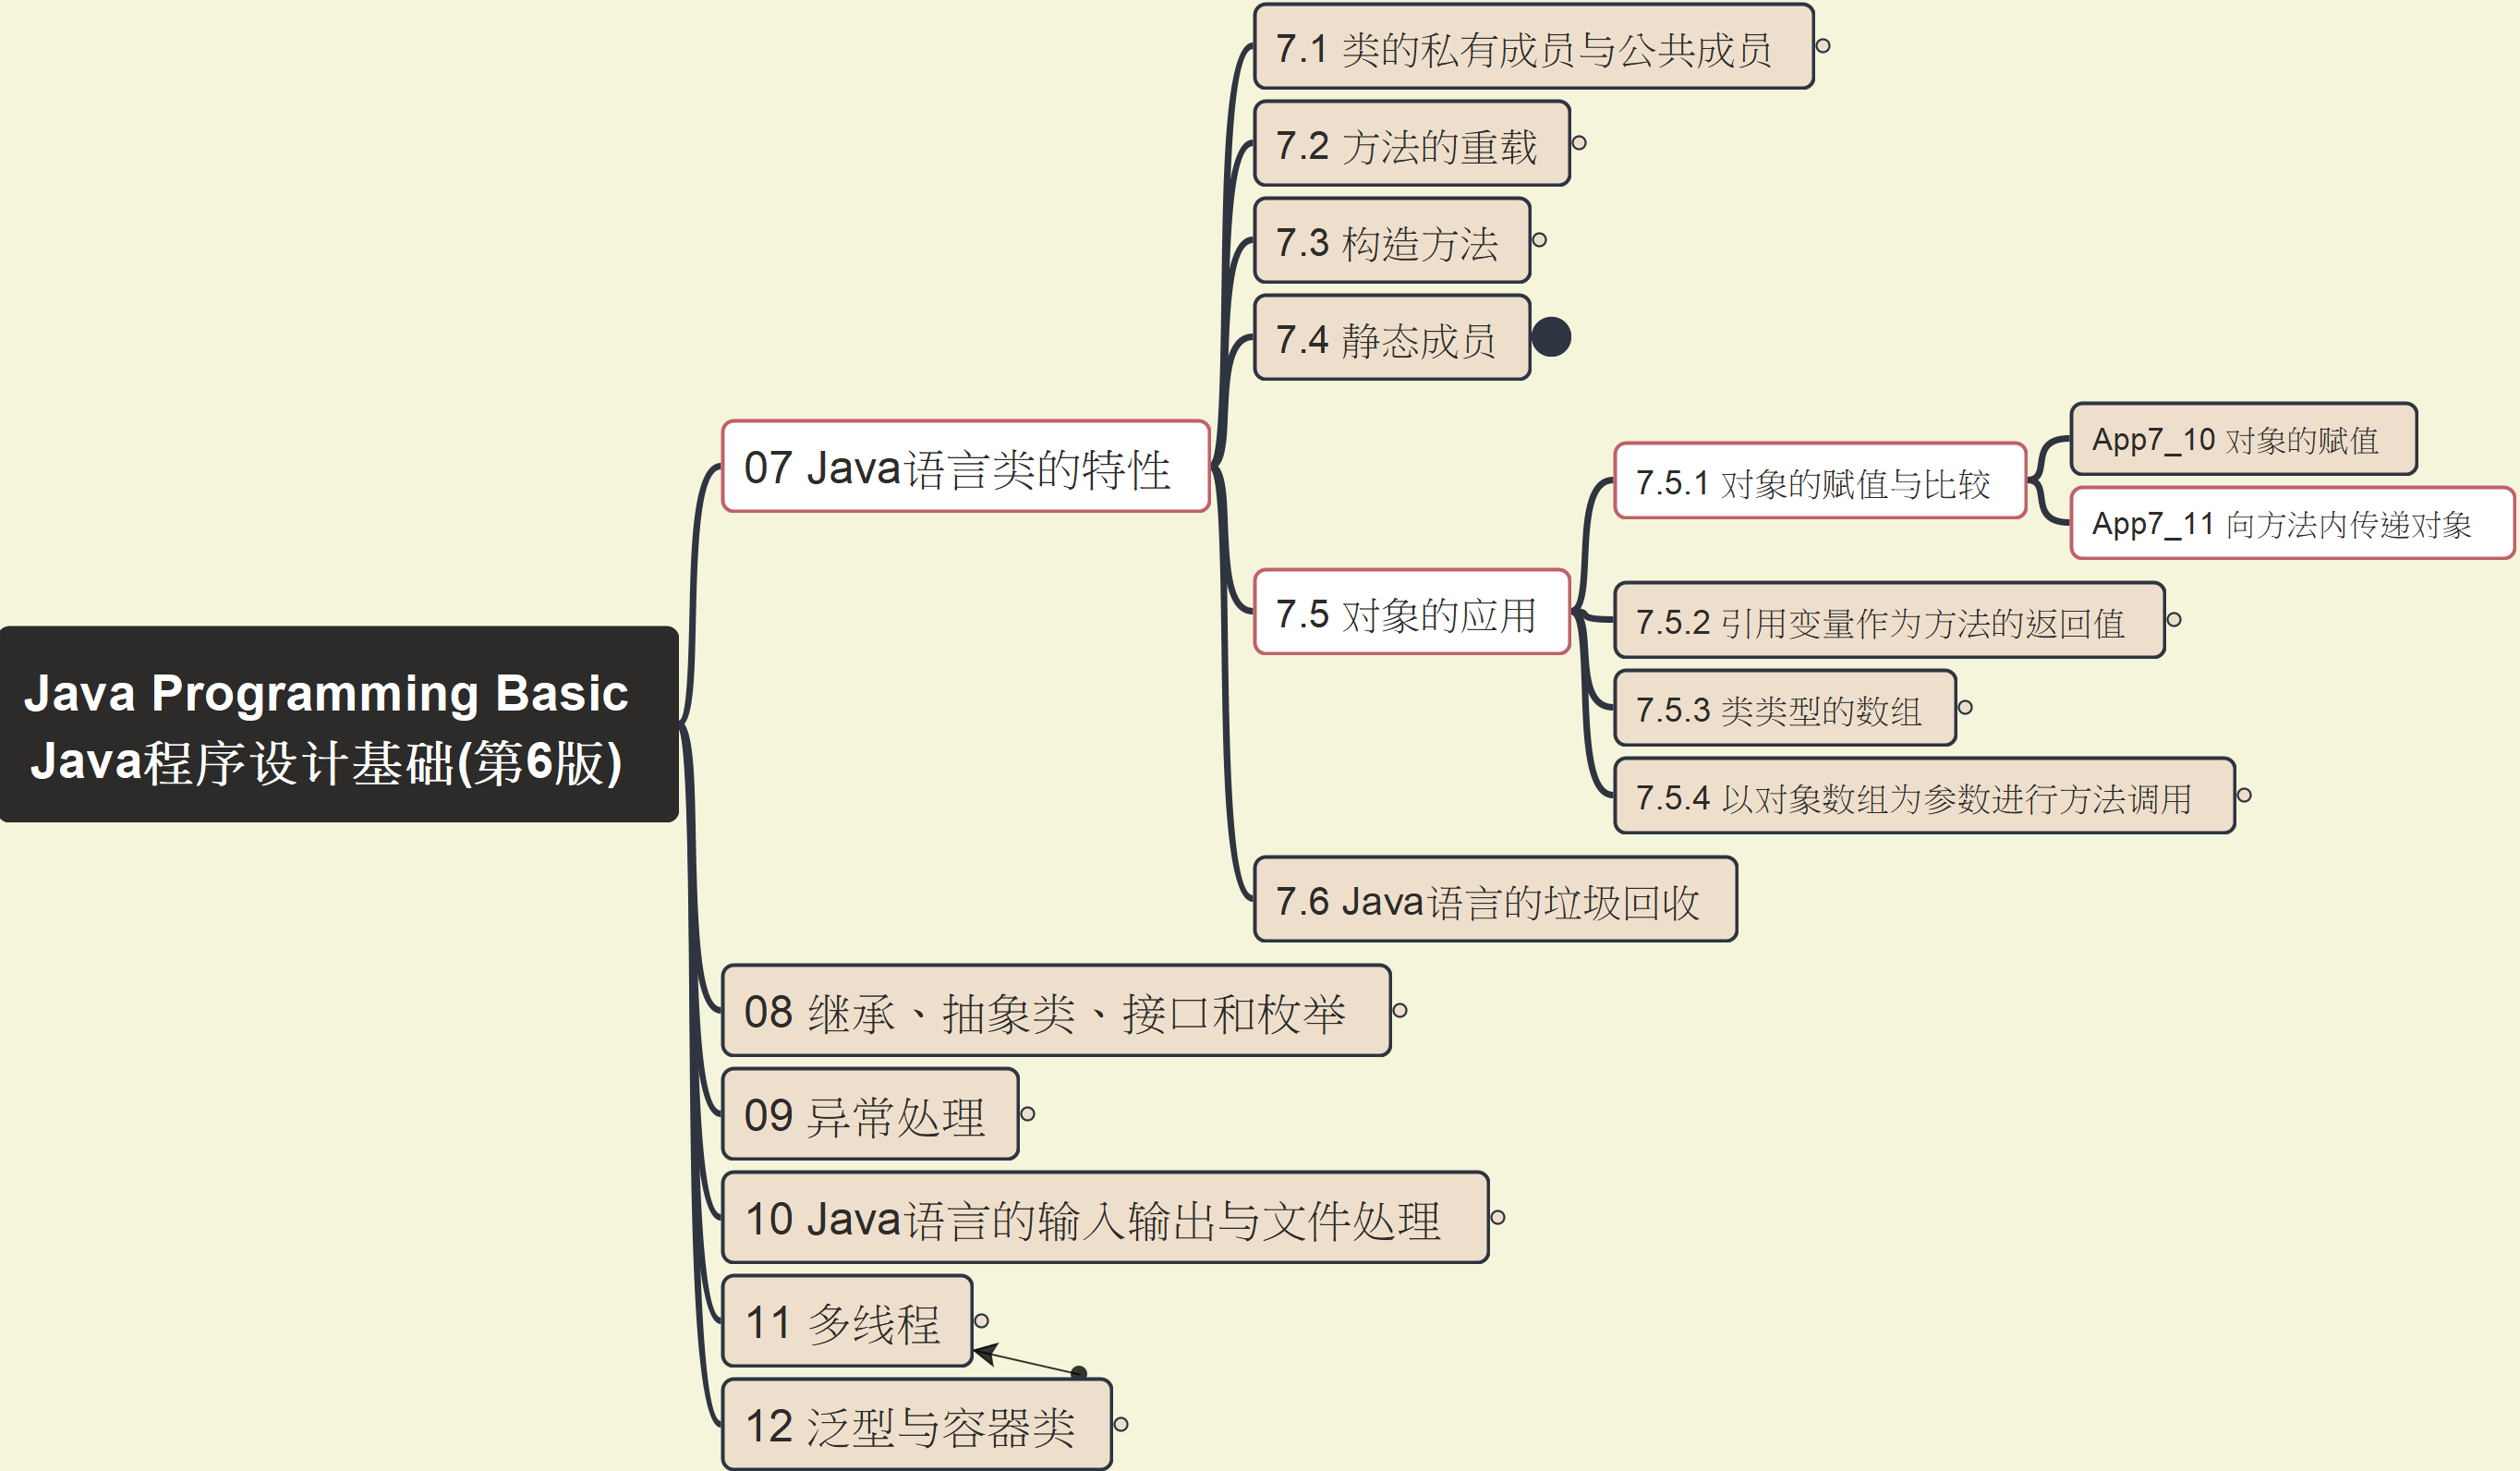 Java Programming Basic
Java程序设计基础(第6版)
07 Java语言类的特性
7.1 类的私有成员与公共成员
7.2 方法的重载
7.3 构造方法
7.4 静态成员
7.5 对象的应用
7.5.1 对象的赋值与比较
App7_10 对象的赋值
App7_11 向方法内传递对象
7.5.2 引用变量作为方法的返回值
7.5.3 类类型的数组
7.5.4 以对象数组为参数进行方法调用
7.6 Java语言的垃圾回收
08 继承、抽象类、接口和枚举
09 异常处理
10 Java语言的输入输出与文件处理
11 多线程
12 泛型与容器类